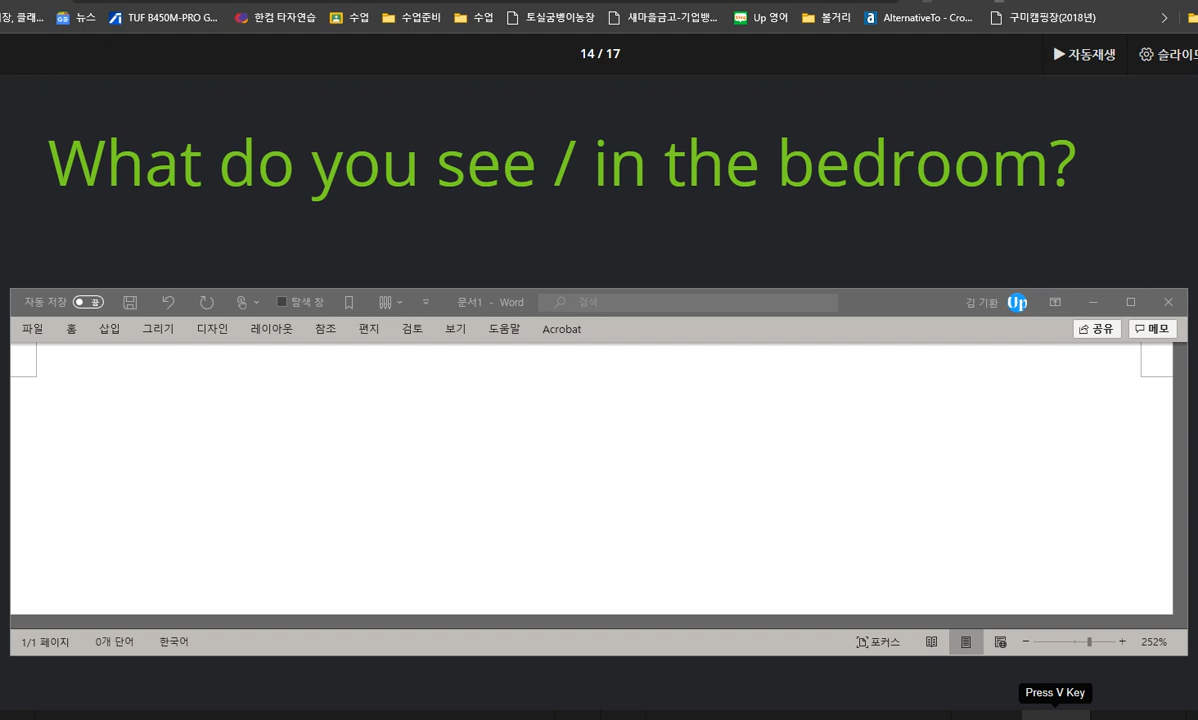 장, 클래... 뉴스 TUF B450M-PRO G... 한컴 타자연습 수업 수업준비 수업 토실굼벵이농장 새마을금고-기업뱅... Up 영어 볼거리 AlternativeTo - Cro... 구미캠핑장(2018년)
14 / 17 자동재생 슬라이드
What do you see / in the bedroom?
자동 저장 끔 탐색 창 문서1 - Word 검색 김 기환 Up
파일 홈 삽입 그리기 디자인 레이아웃 참조 편지 검토 보기 도움말 Acrobat 공유 메모
1/1 페이지 0개 단어 한국어 포커스 252%
Press V Key